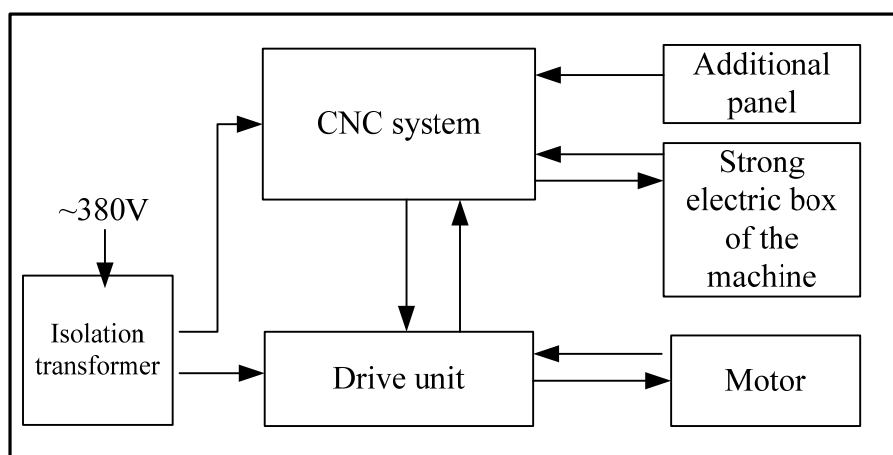 CNC system
Additional
panel
Strong
electric box
of the
machine
~380V
Isolation
transformer
Drive unit
Motor